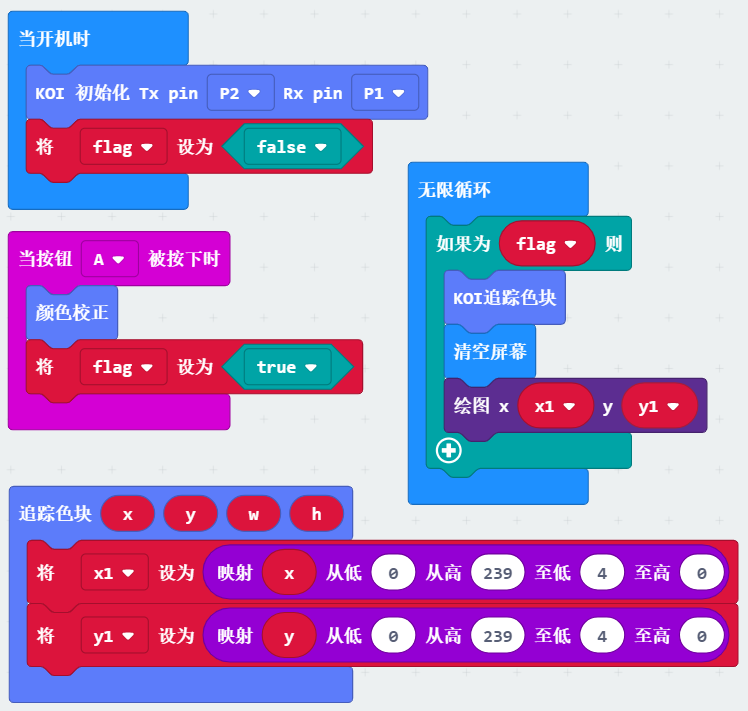 当开机时
KOI 初始化 Tx pin P2 Rx pin P1
将 flag 设为 false
当按钮 A 被按下时
颜色校正
将 flag 设为 true
无限循环
如果为 flag 则
KOI追踪色块
清空屏幕
绘图 x x1 y y1
追踪色块 x y w h
将 x1 设为 映射 x 从低 0 从高 239 至低 4 至高 0
将 y1 设为 映射 y 从低 0 从高 239 至低 4 至高 0